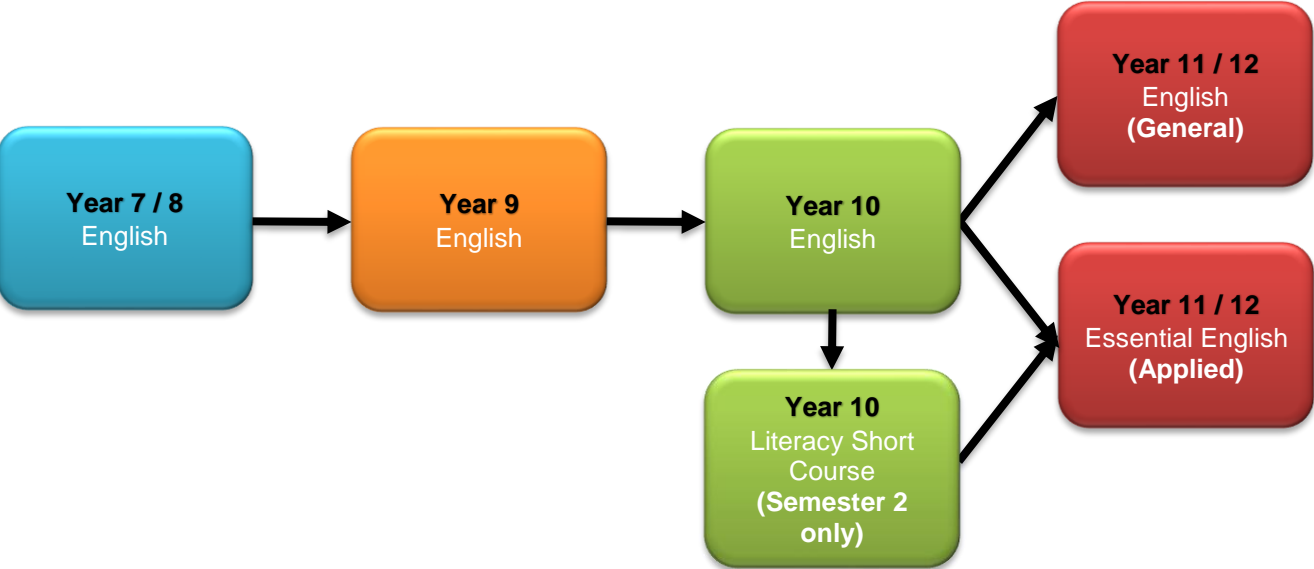 Year 7 / 8
English
Year 9
English
Year 10
English
Year 10
Literacy Short
Course
(Semester 2
only)
Year 11 / 12
English
(General)
Year 11 / 12
Essential English
(Applied)